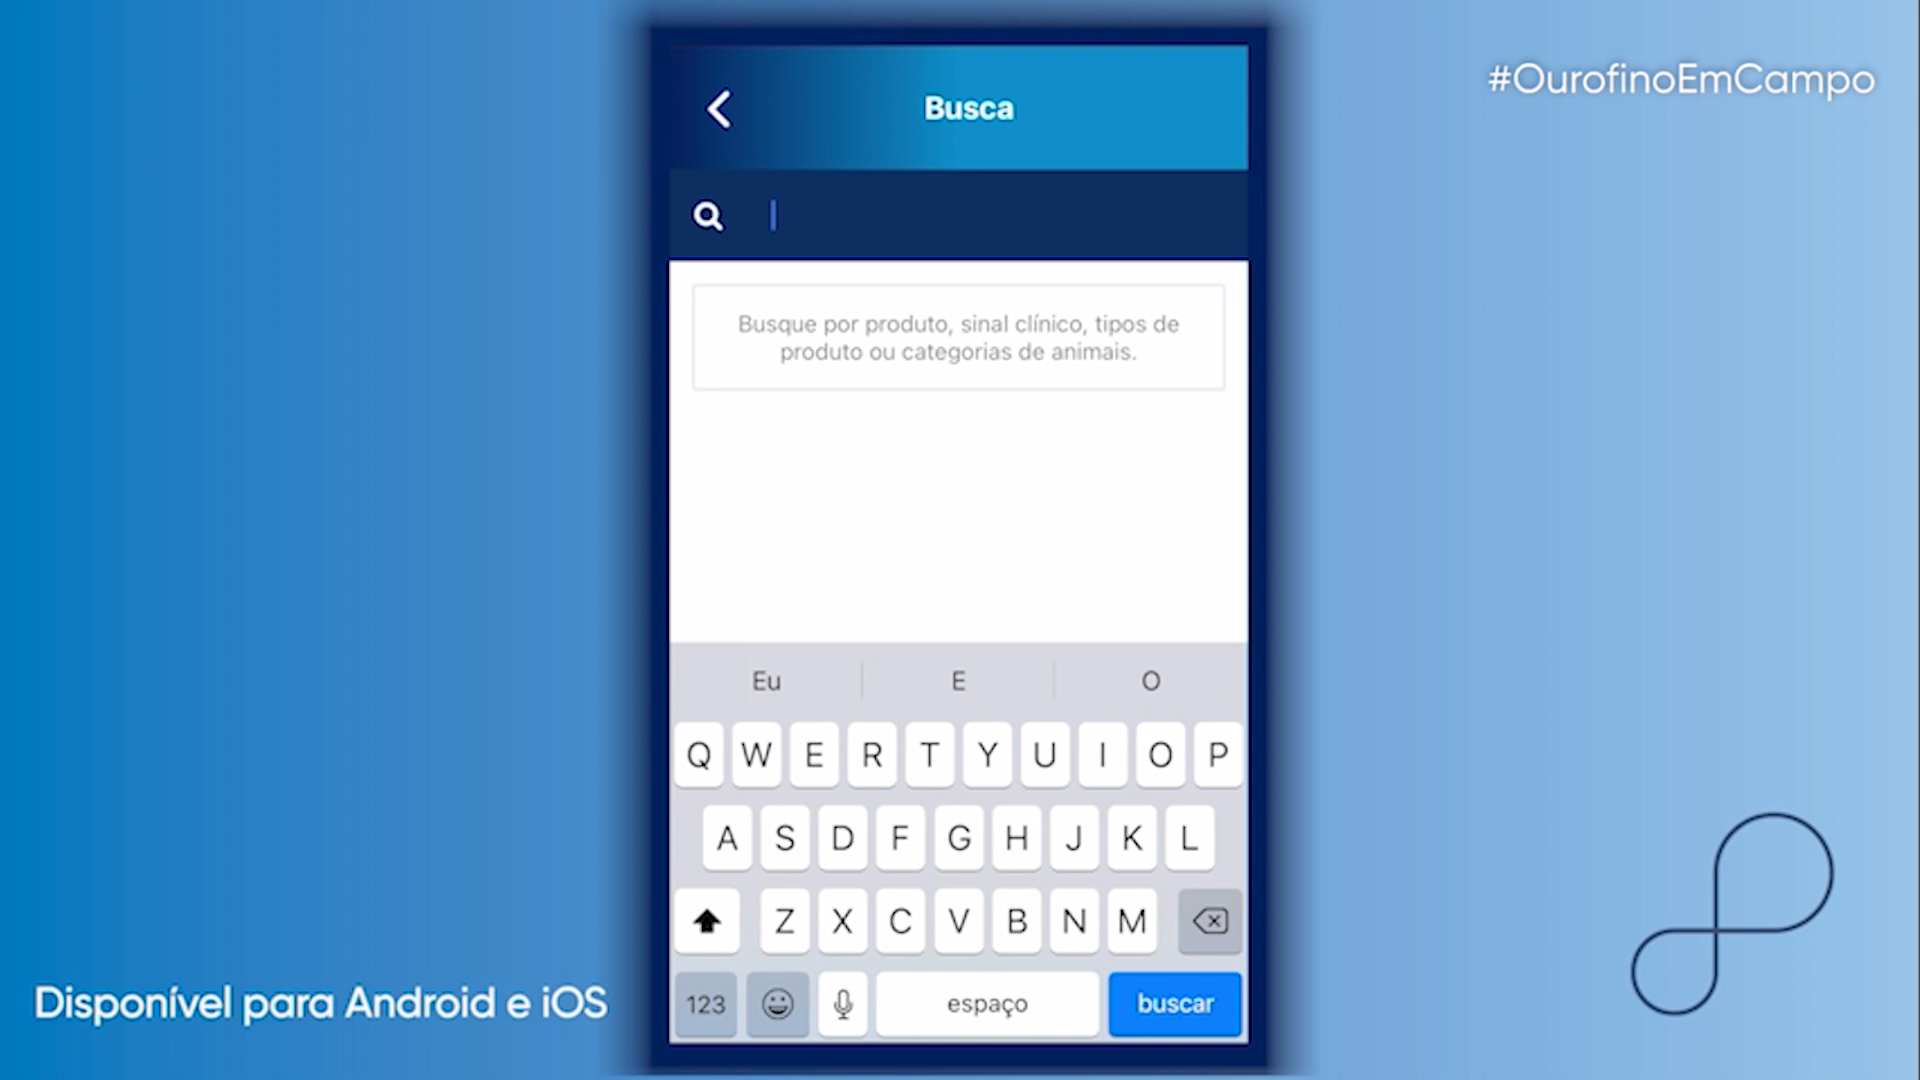 #OurofinoEmCampo
Busca
Busque por produto, sinal clínico, tipos de
produto ou categorias de animais.
Eu E O
Q W E R T Y U I O P
A S D F G H J K L
Z X C V B N M
123 espaço buscar
Disponível para Android e iOS